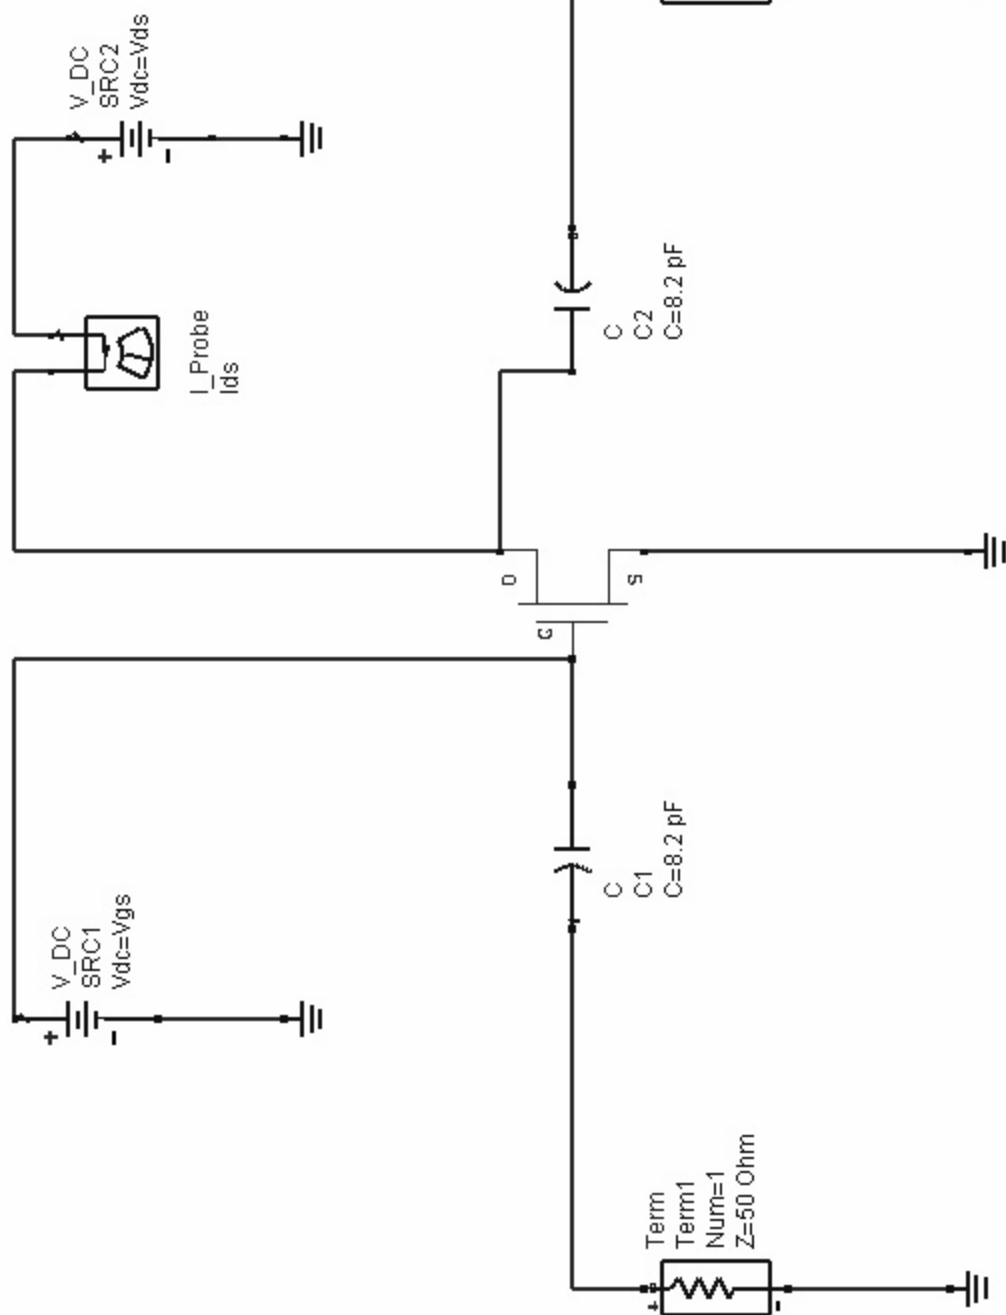 V_DC
SRC1
Vdc=Vgs
+
-
V_DC
SRC2
Vdc=Vds
+
-
I_Probe
Ids
G
D
S
C
C1
C=8.2 pF
C
C2
C=8.2 pF
Term
Term1
Num=1
Z=50 Ohm
+
-